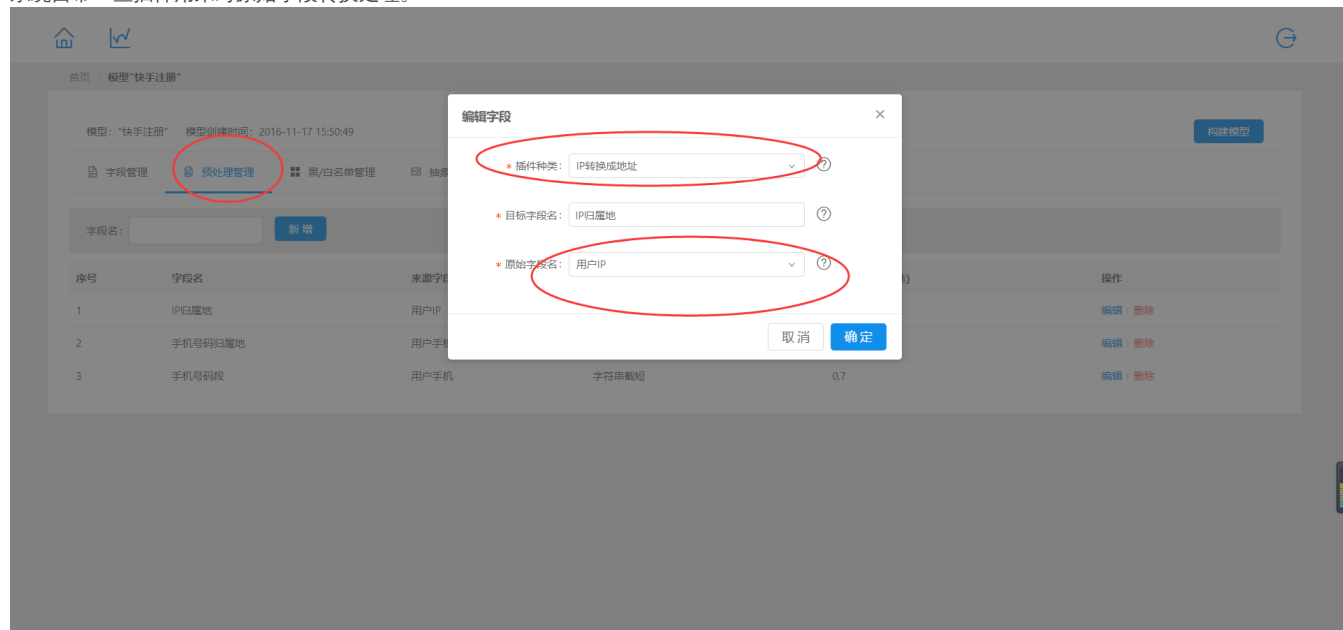 首页 / 模型"快手注册"
模型："快手注册" 模型创建时间：2016-11-17 15:50:49
构建模型
字段管理 预处理管理 黑/白名单管理
字段名： 新 增
序号 字段名 操作
1 IP归属地 用户IP 编辑 删除
2 手机号码归属地 编辑 删除
3 手机号码段 用户手机 字符串截短 0,7 编辑 删除
编辑字段 ×
* 插件种类： IP转换成地址
* 目标字段名： IP归属地
* 原始字段名： 用户IP
取 消 确 定